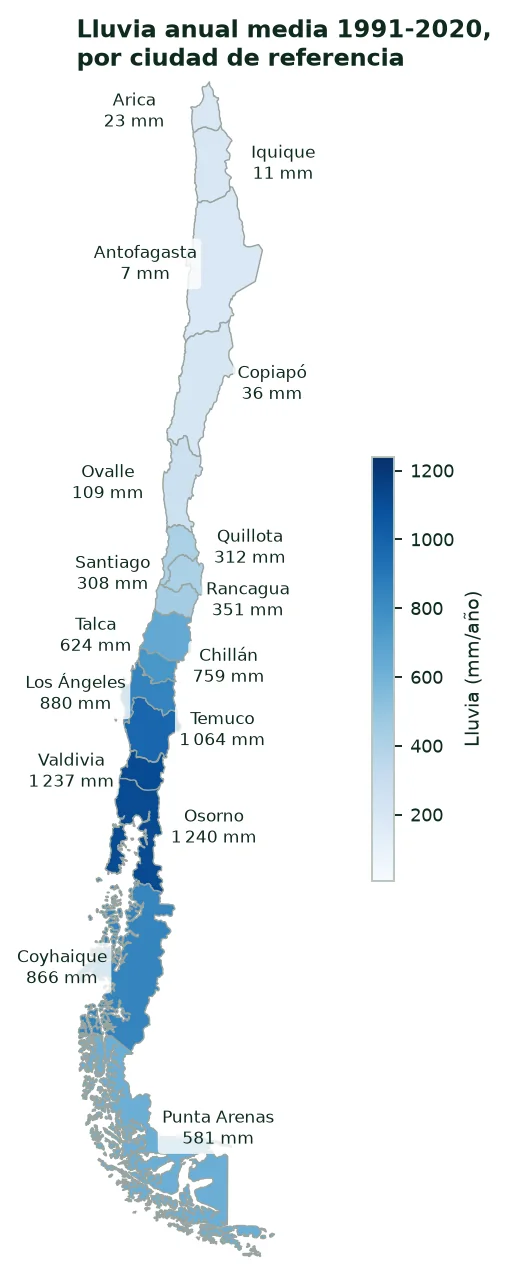 Lluvia anual media 1991-2020,
por ciudad de referencia
Arica
23 mm
Iquique
11 mm
Antofagasta
7 mm
Copiapó
36 mm
Ovalle
109 mm
Quillota
312 mm
Santiago
308 mm
Rancagua
351 mm
Talca
624 mm
Chillán
759 mm
Los Ángeles
880 mm
Temuco
1 064 mm
Valdivia
1 237 mm
Osorno
1 240 mm
Coyhaique
866 mm
Punta Arenas
581 mm
1200
1000
800
600
400
200
Lluvia (mm/año)